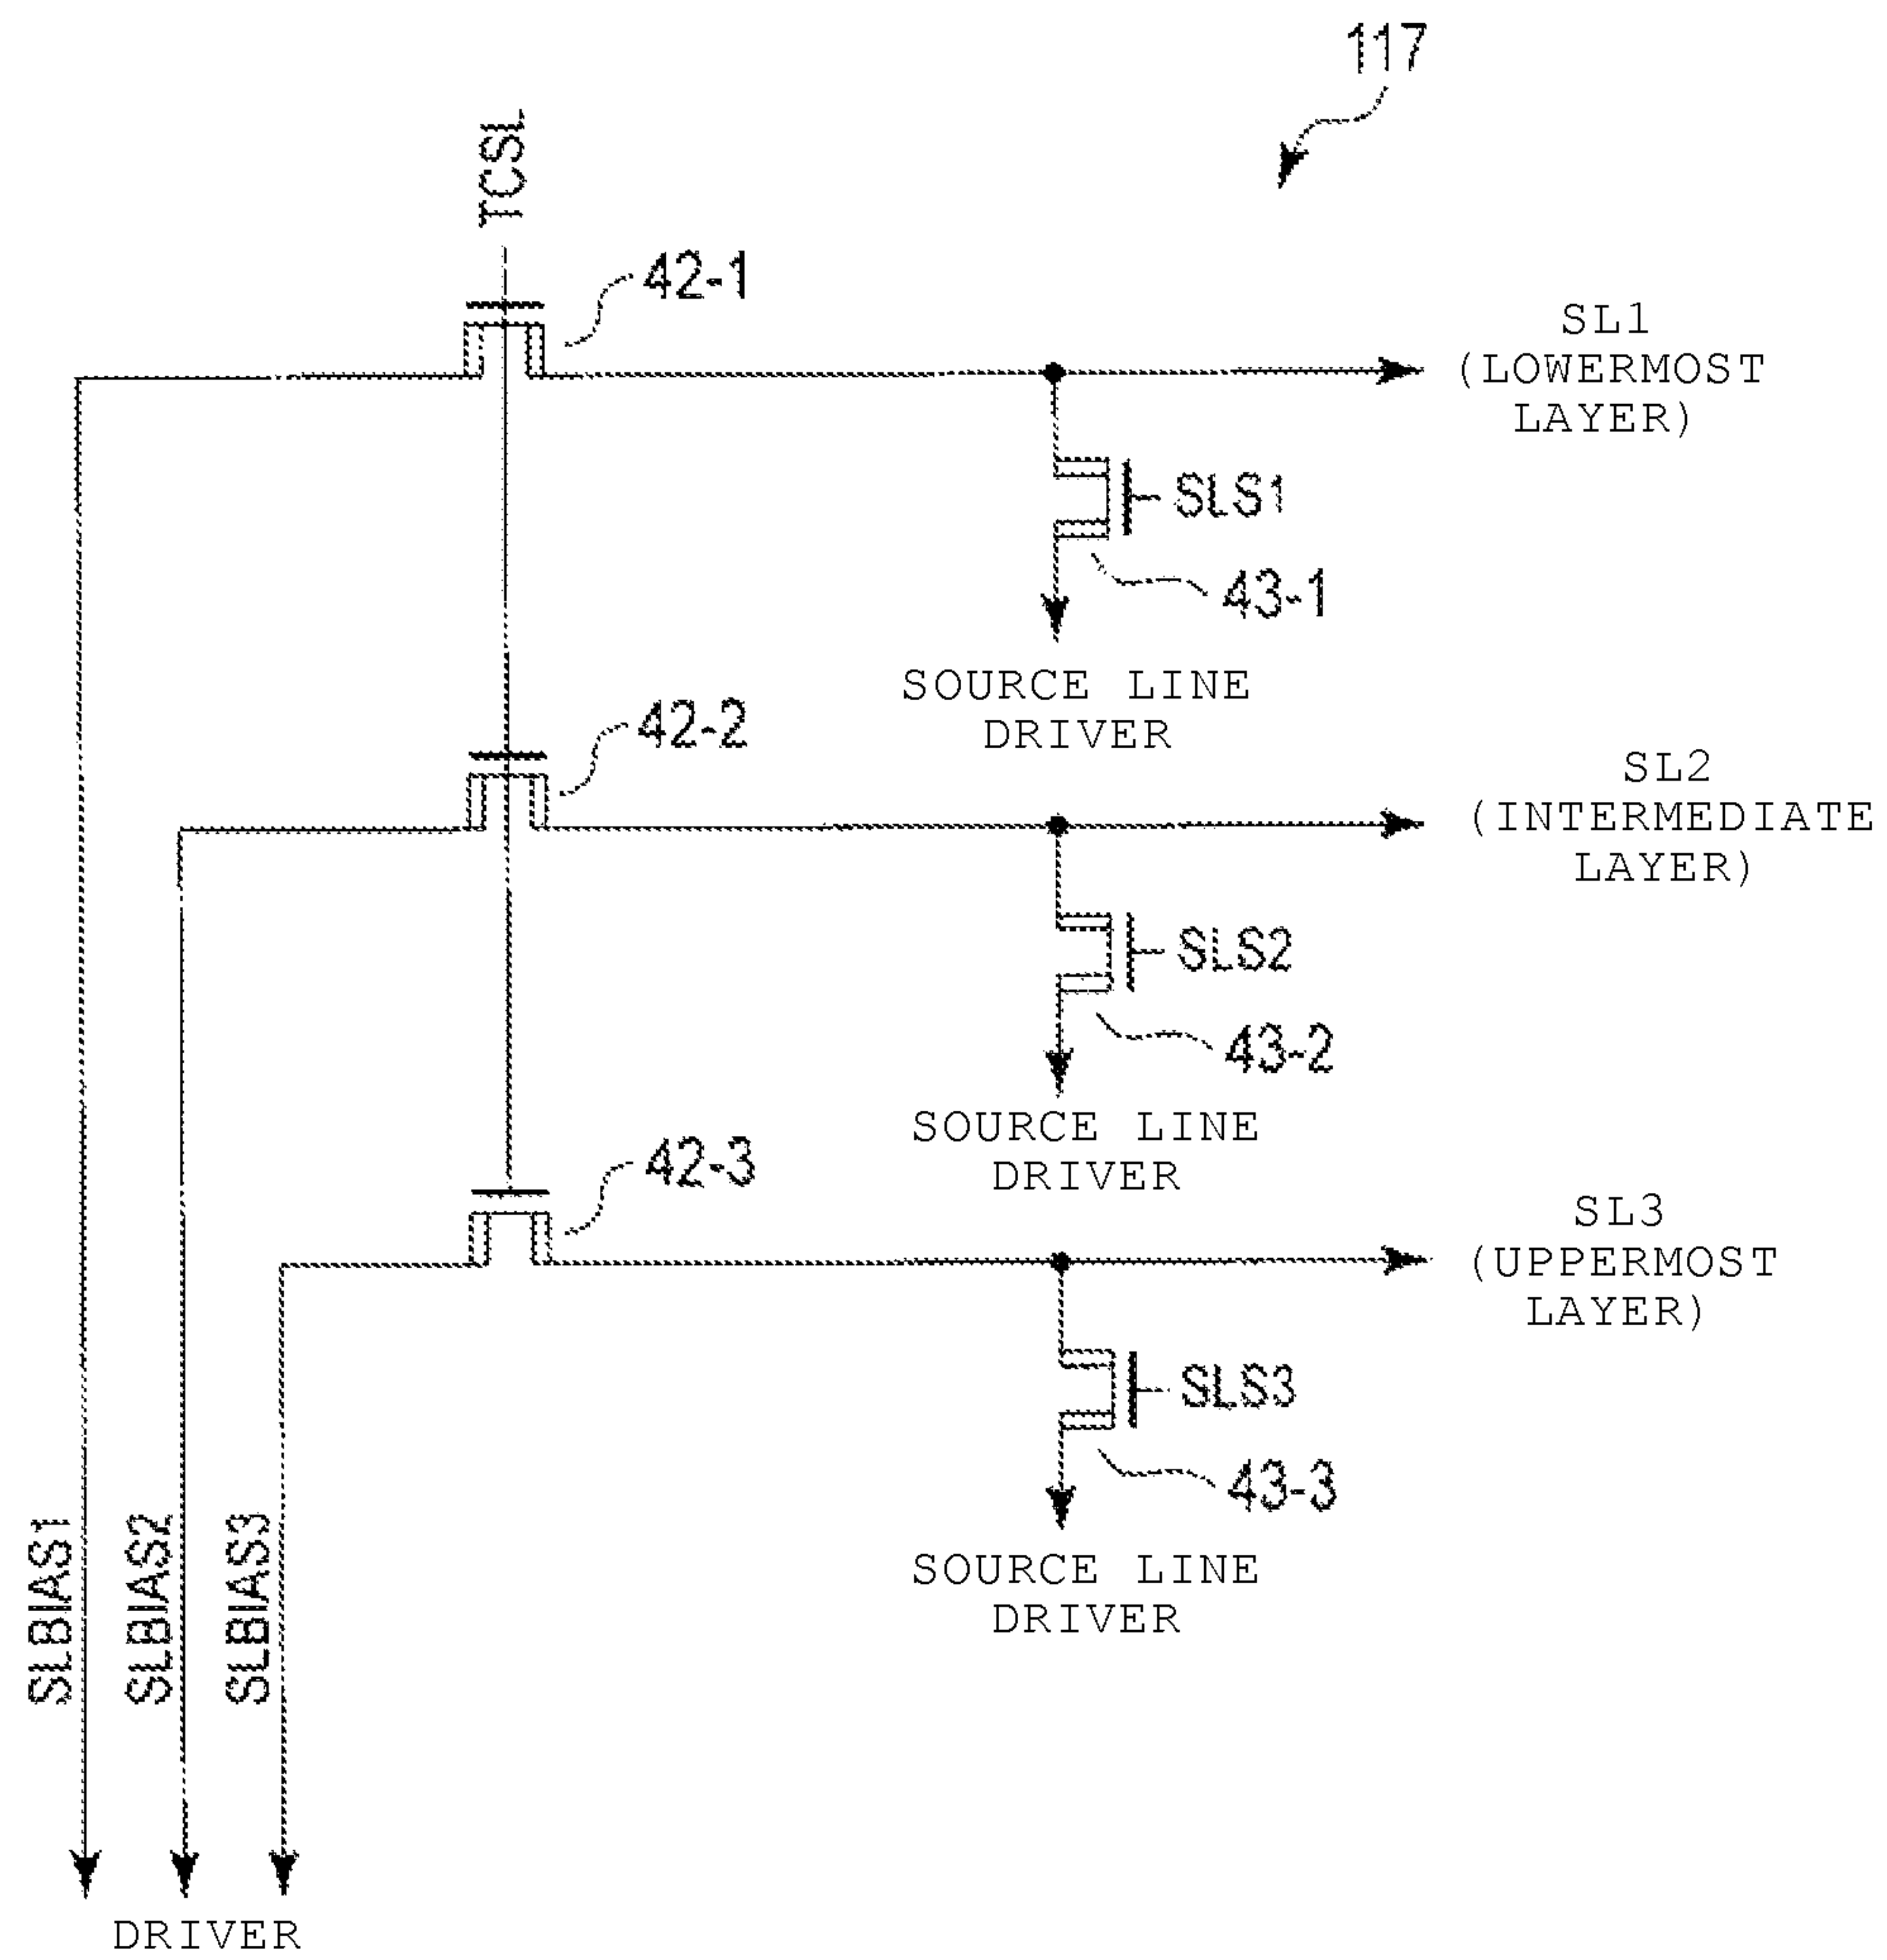 117
TCSL
42-1
SL1
(LOWERMOST
LAYER)
SLS1
43-1
SOURCE LINE
DRIVER
42-2
SL2
(INTERMEDIATE
LAYER)
SLS2
43-2
SOURCE LINE
DRIVER
42-3
SL3
(UPPERMOST
LAYER)
SLS3
43-3
SOURCE LINE
DRIVER
SLBIAS1
SLBIAS2
SLBIAS3
DRIVER